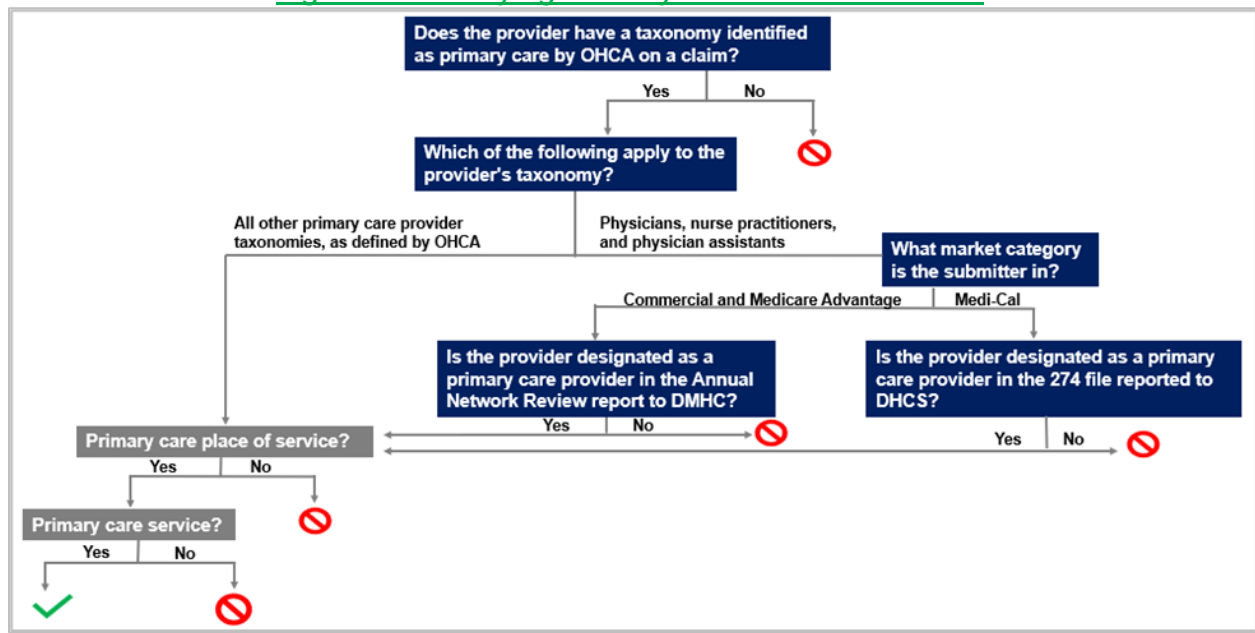 Does the provider have a taxonomy identified
as primary care by OHCA on a claim?
Yes
No
Which of the following apply to the
provider's taxonomy?
All other primary care provider
taxonomies, as defined by OHCA
Physicians, nurse practitioners,
and physician assistants
What market category
is the submitter in?
Commercial and Medicare Advantage
Medi-Cal
Is the provider designated as a
primary care provider in the Annual
Network Review report to DMHC?
Is the provider designated as a primary
care provider in the 274 file reported to
DHCS?
Yes
No
Yes
No
Primary care place of service?
Yes
No
Primary care service?
Yes
No